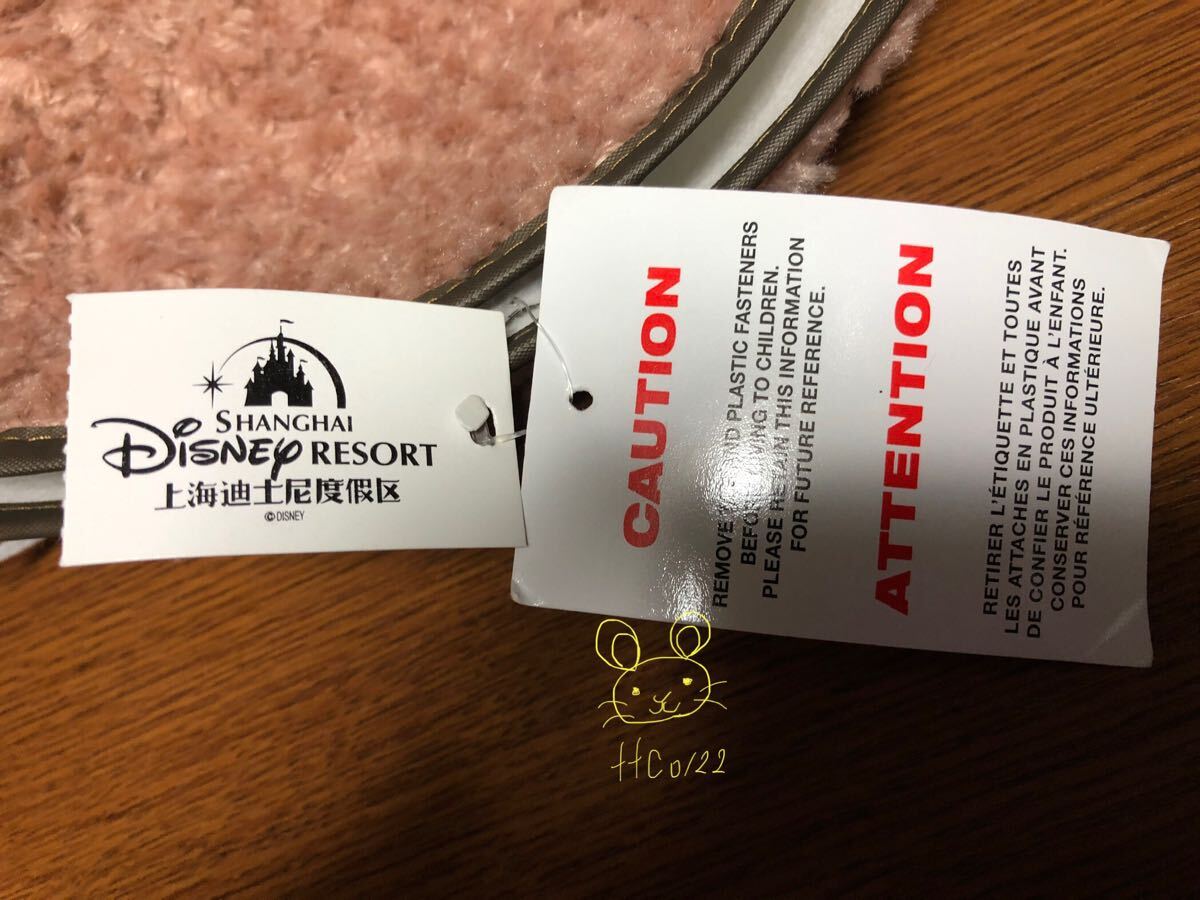 SHANGHAI
Disney RESORT
上海迪士尼度假区
©DISNEY
CAUTION
REMOVE PLASTIC FASTENERS
TO CHILDREN.
PLEASE THIS INFORMATION
FOR FUTURE REFERENCE.
ATTENTION
RETIRER L'ÉTIQUETTE ET TOUTES
LES ATTACHES EN PLASTIQUE AVANT
DE CONFIER LE PRODUIT À L'ENFANT.
CONSERVER CES INFORMATIONS
POUR RÉFÉRENCE ULTÉRIEURE.
HCO122